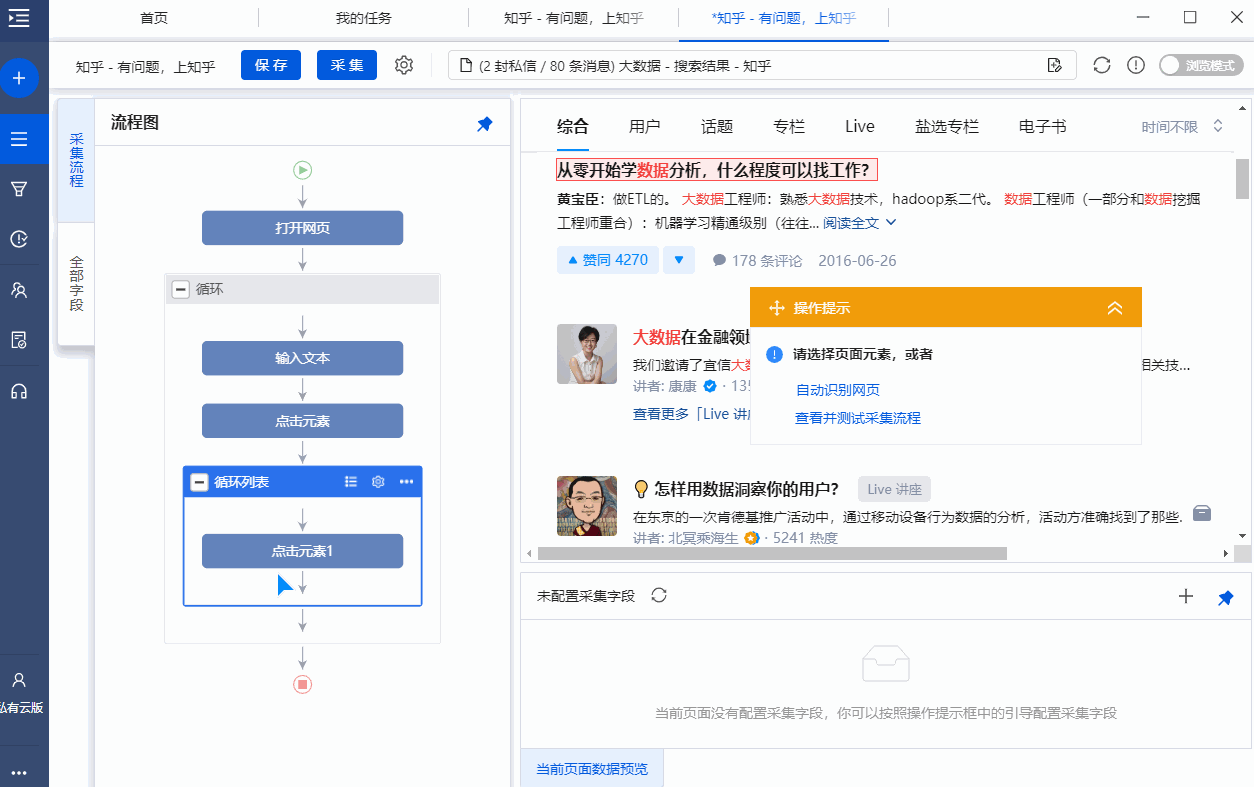 首页
我的任务
知乎 - 有问题，上知乎
*知乎 - 有问题，上知乎
知乎 - 有问题，上知乎
保存
采集
(2 封私信 / 80 条消息) 大数据 - 搜索结果 - 知乎
浏览模式
采集流程
全部字段
流程图
打开网页
循环
输入文本
点击元素
循环列表
点击元素1
私有云版
综合
用户
话题
专栏
Live
盐选专栏
电子书
时间不限
从零开始学数据分析，什么程度可以找工作？
黄宝臣：做ETL的。 大数据工程师：熟悉大数据技术，hadoop系二代。 数据工程师（一部分和数据挖掘
工程师重合）：机器学习精通级别（往往... 阅读全文
赞同 4270
178 条评论
2016-06-26
操作提示
请选择页面元素，或者
自动识别网页
查看并测试采集流程
大数据在金融领域
我们邀请了宜信大数
相关技...
讲者: 康康 · 135
查看更多「Live 讲座
怎样用数据洞察你的用户？
Live 讲座
在东京的一次肯德基推广活动中，通过移动设备行为数据的分析，活动方准确找到了那些.
讲者: 北冥乘海生 · 5241 热度
未配置采集字段
当前页面没有配置采集字段，你可以按照操作提示框中的引导配置采集字段
当前页面数据预览